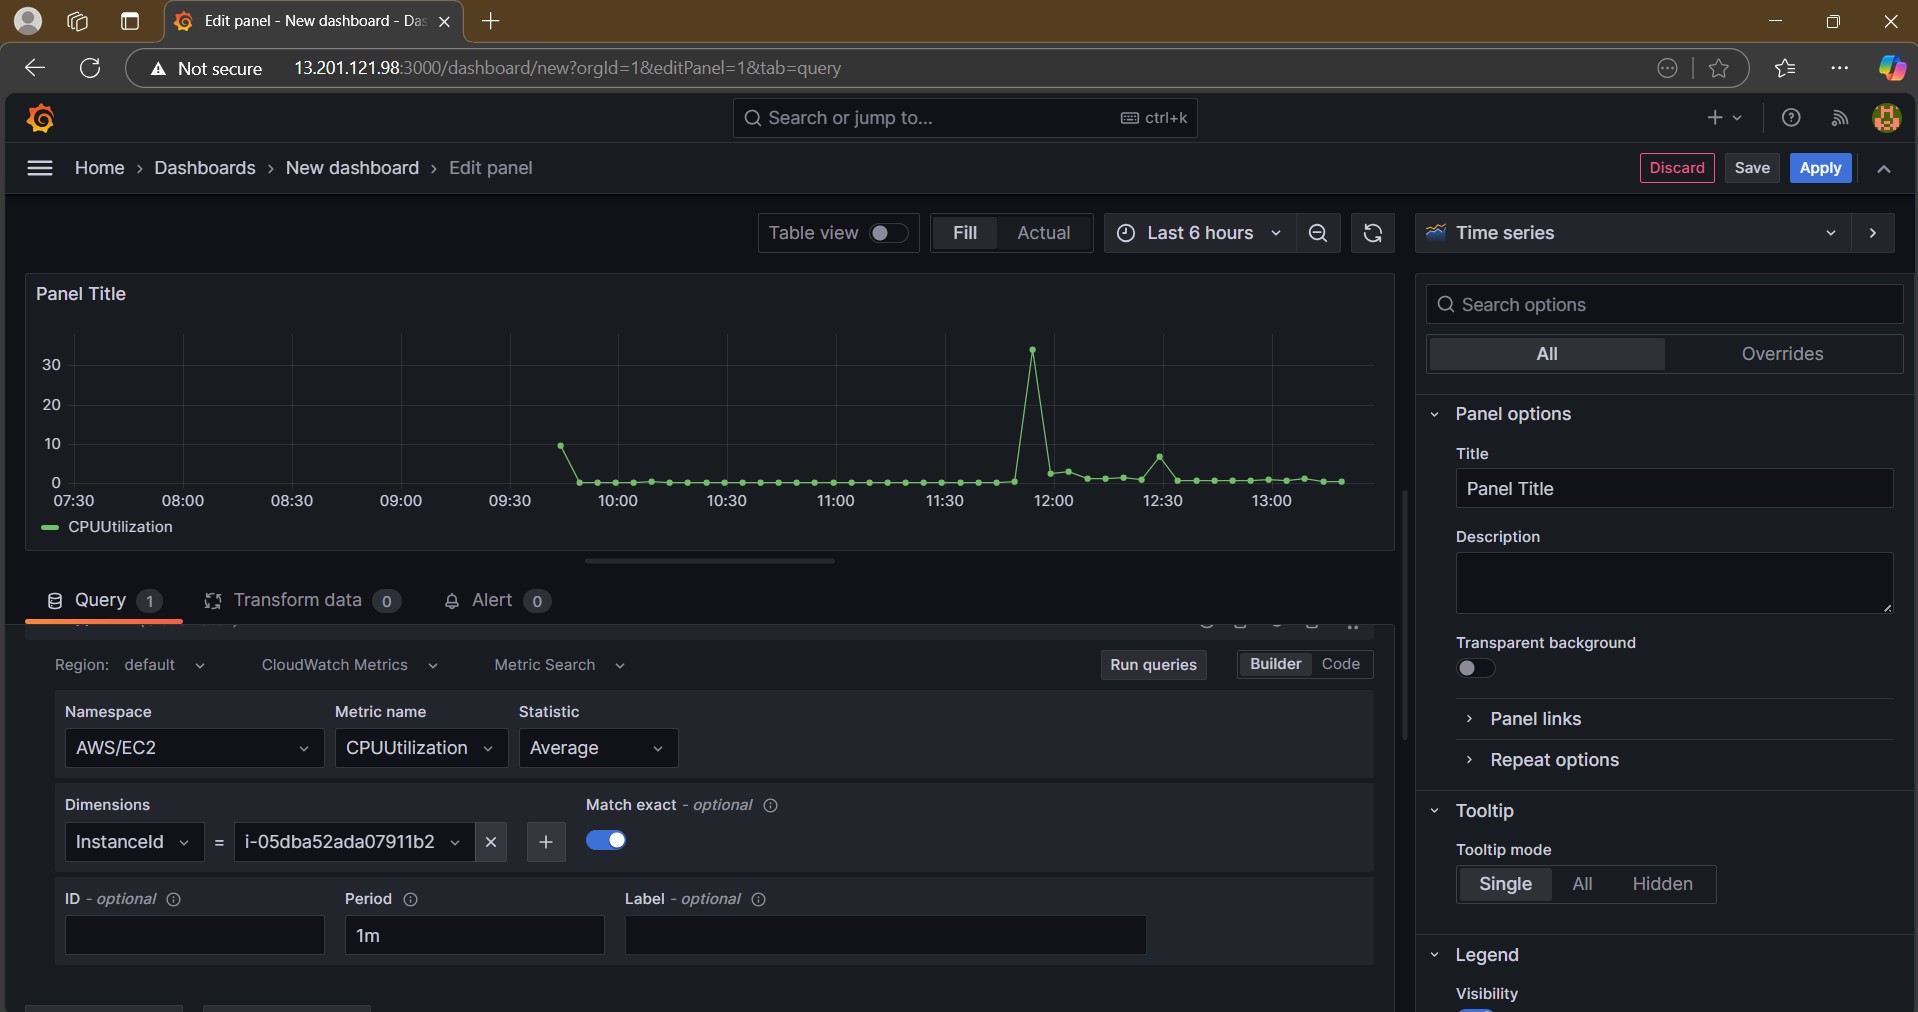 Edit panel - New dashboard - Das
Not secure 13.201.121.98:3000/dashboard/new?orgId=1&editPanel=1&tab=query
Search or jump to... ctrl+k
Home › Dashboards › New dashboard › Edit panel
Discard Save Apply
Table view Fill Actual Last 6 hours Time series
Panel Title
30
20
10
0
07:30 08:00 08:30 09:00 09:30 10:00 10:30 11:00 11:30 12:00 12:30 13:00
CPUUtilization
Query 1 Transform data 0 Alert 0
Region: default CloudWatch Metrics Metric Search Run queries Builder Code
Namespace Metric name Statistic
AWS/EC2 CPUUtilization Average
Dimensions Match exact - optional
InstanceId = i-05dba52ada07911b2
ID - optional Period Label - optional
1m
Search options
All Overrides
Panel options
Title
Panel Title
Description
Transparent background
Panel links
Repeat options
Tooltip
Tooltip mode
Single All Hidden
Legend
Visibility